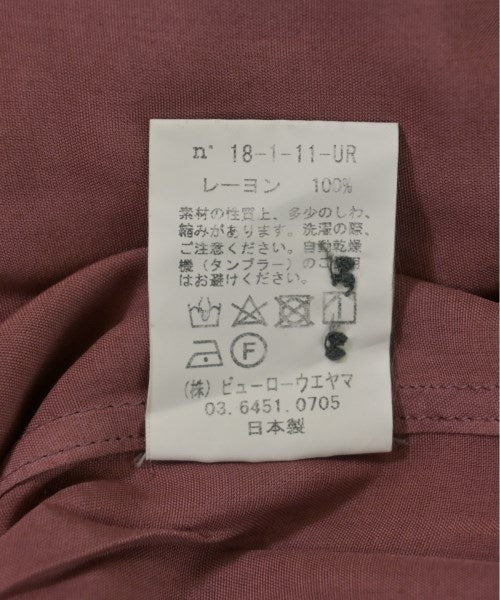 n° 18-1-11-UR
レーヨン 100%
素材の性質上、多少のしわ、
縮みがあります。洗濯の際、
ご注意ください。自動乾燥
機(タンブラー)のご 用
はお避けください。
F
(株)ビューローウエヤマ
03.6451.0705
日本製